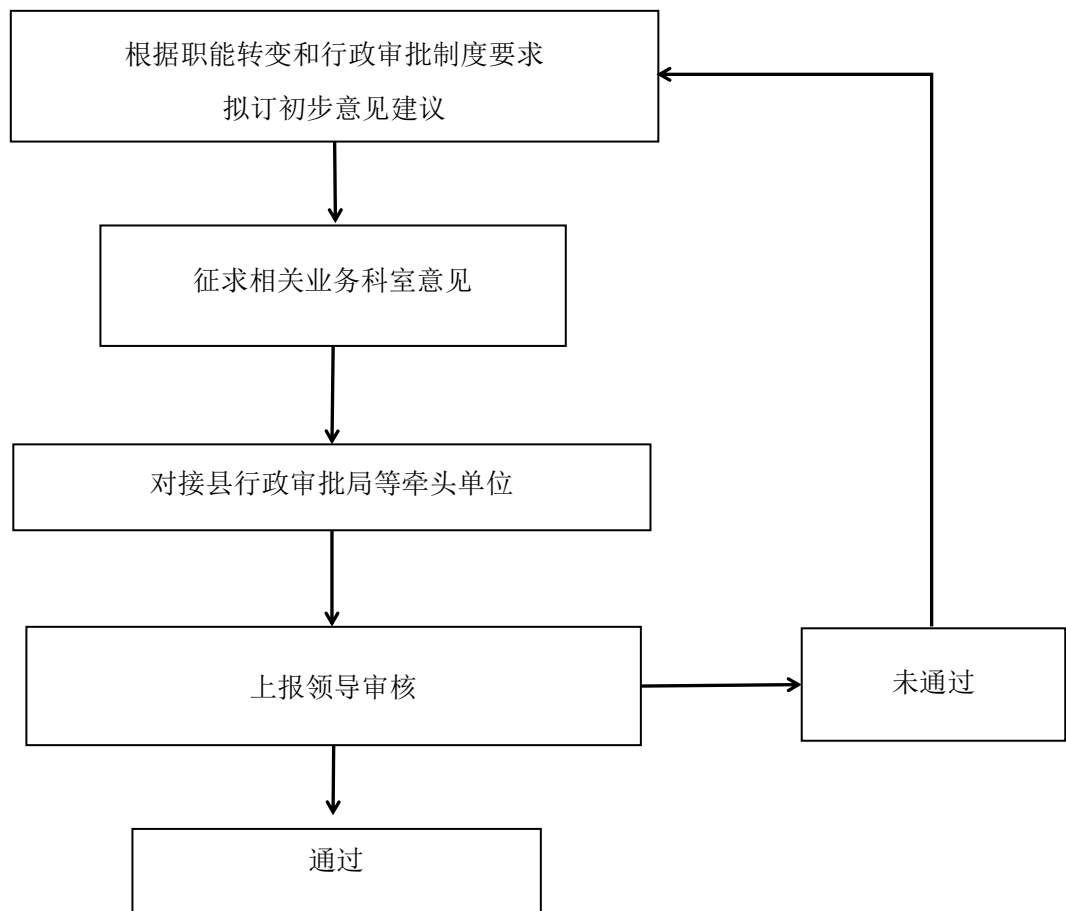 根据职能转变和行政审批制度要求
拟订初步意见建议
征求相关业务科室意见
对接县行政审批局等牵头单位
上报领导审核
未通过
通过